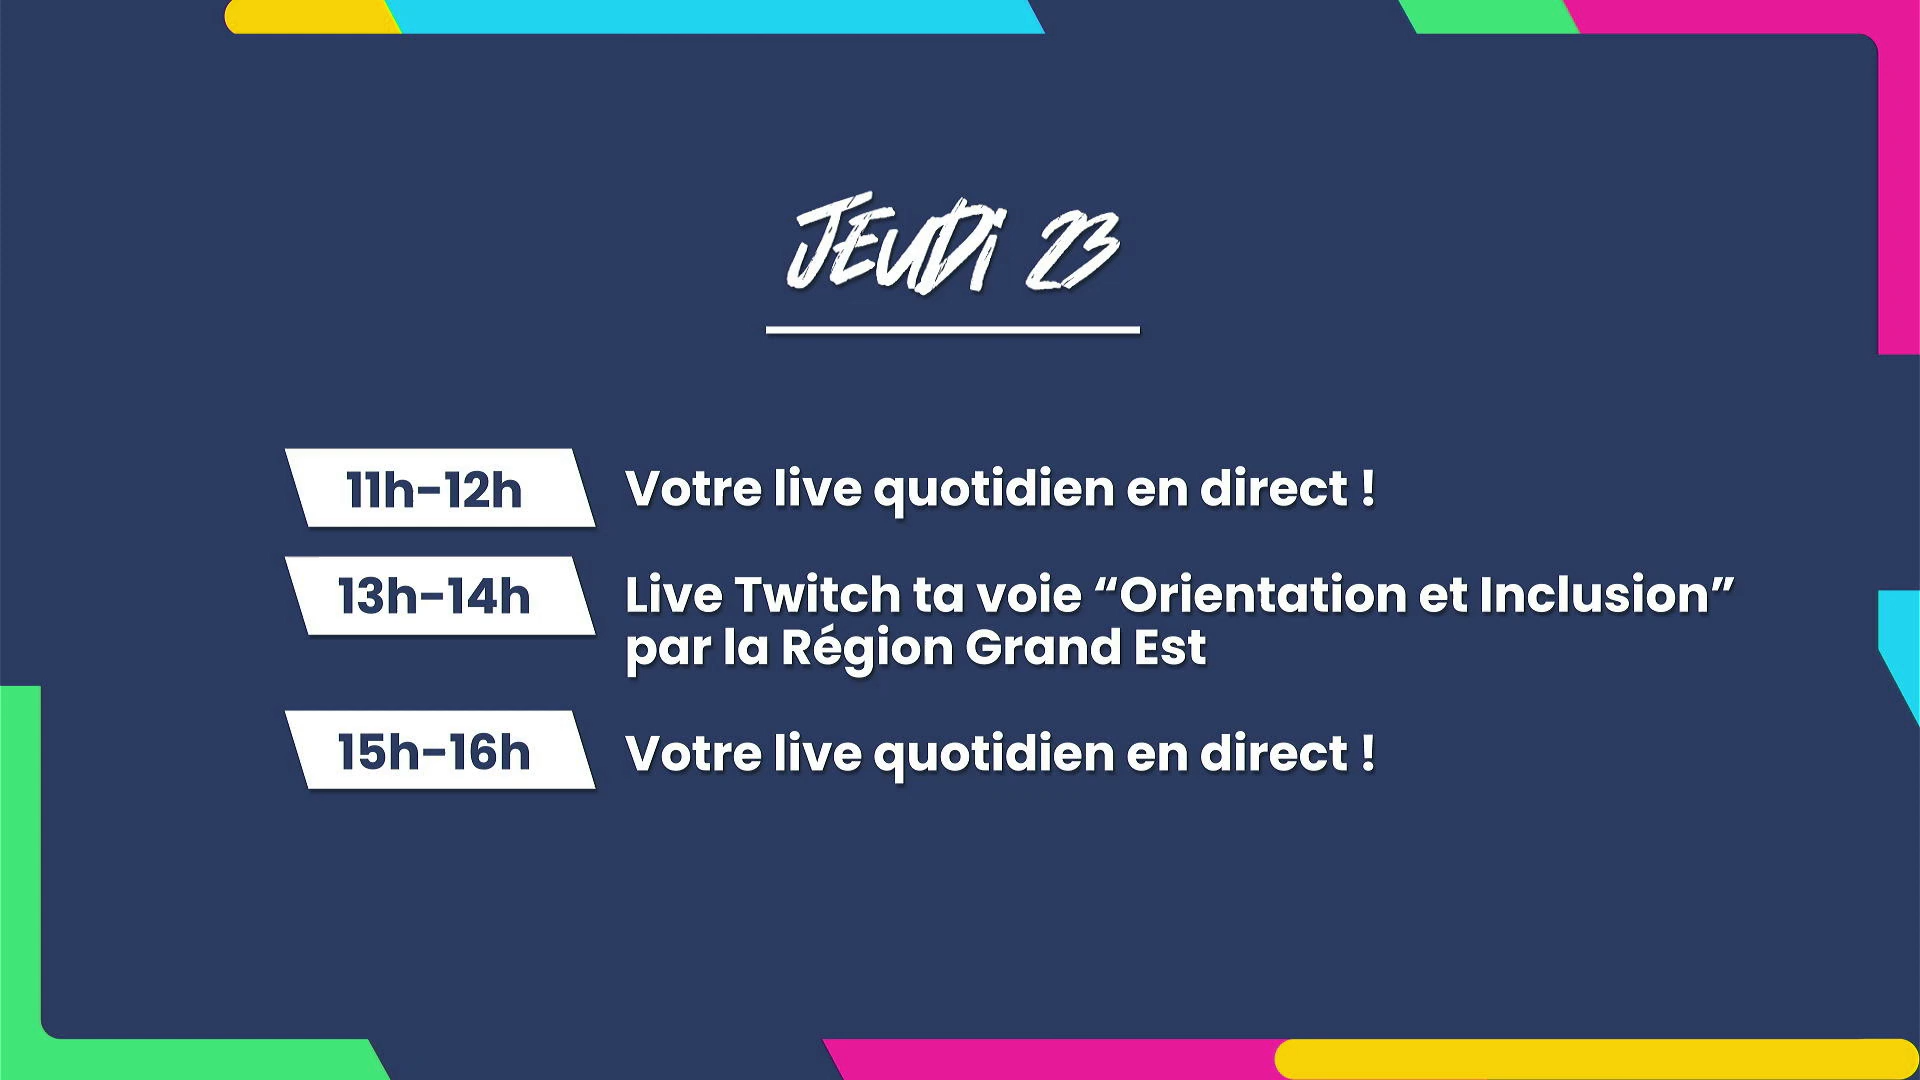 JEUDI 23
11h-12h Votre live quotidien en direct !
13h-14h Live Twitch ta voie “Orientation et Inclusion”
par la Région Grand Est
15h-16h Votre live quotidien en direct !